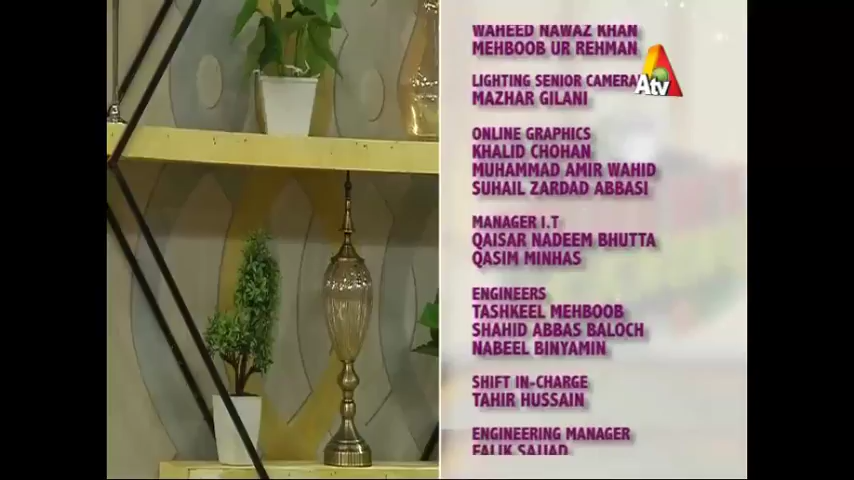 WAHEED NAWAZ KHAN
MEHBOOB UR REHMAN
Atv
LIGHTING SENIOR CAMERA
MAZHAR GILANI
ONLINE GRAPHICS
KHALID CHOHAN
MUHAMMAD AMIR WAHID
SUHAIL ZARDAD ABBASI
MANAGER I.T
QAISAR NADEEM BHUTTA
QASIM MINHAS
ENGINEERS
TASHKEEL MEHBOOB
SHAHID ABBAS BALOCH
NABEEL BINYAMIN
SHIFT IN-CHARGE
TAHIR HUSSAIN
ENGINEERING MANAGER